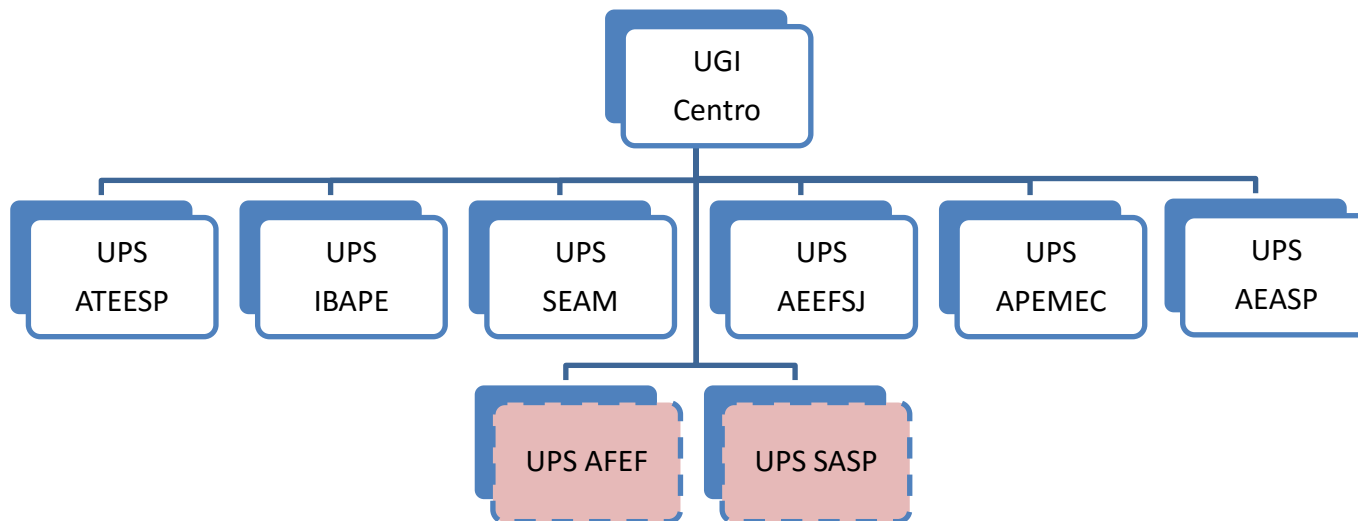 UGI
Centro
UPS
ATEESP
UPS
IBAPE
UPS
SEAM
UPS
AEEFSJ
UPS
APEMEC
UPS
AEASP
UPS AFEF
UPS SASP